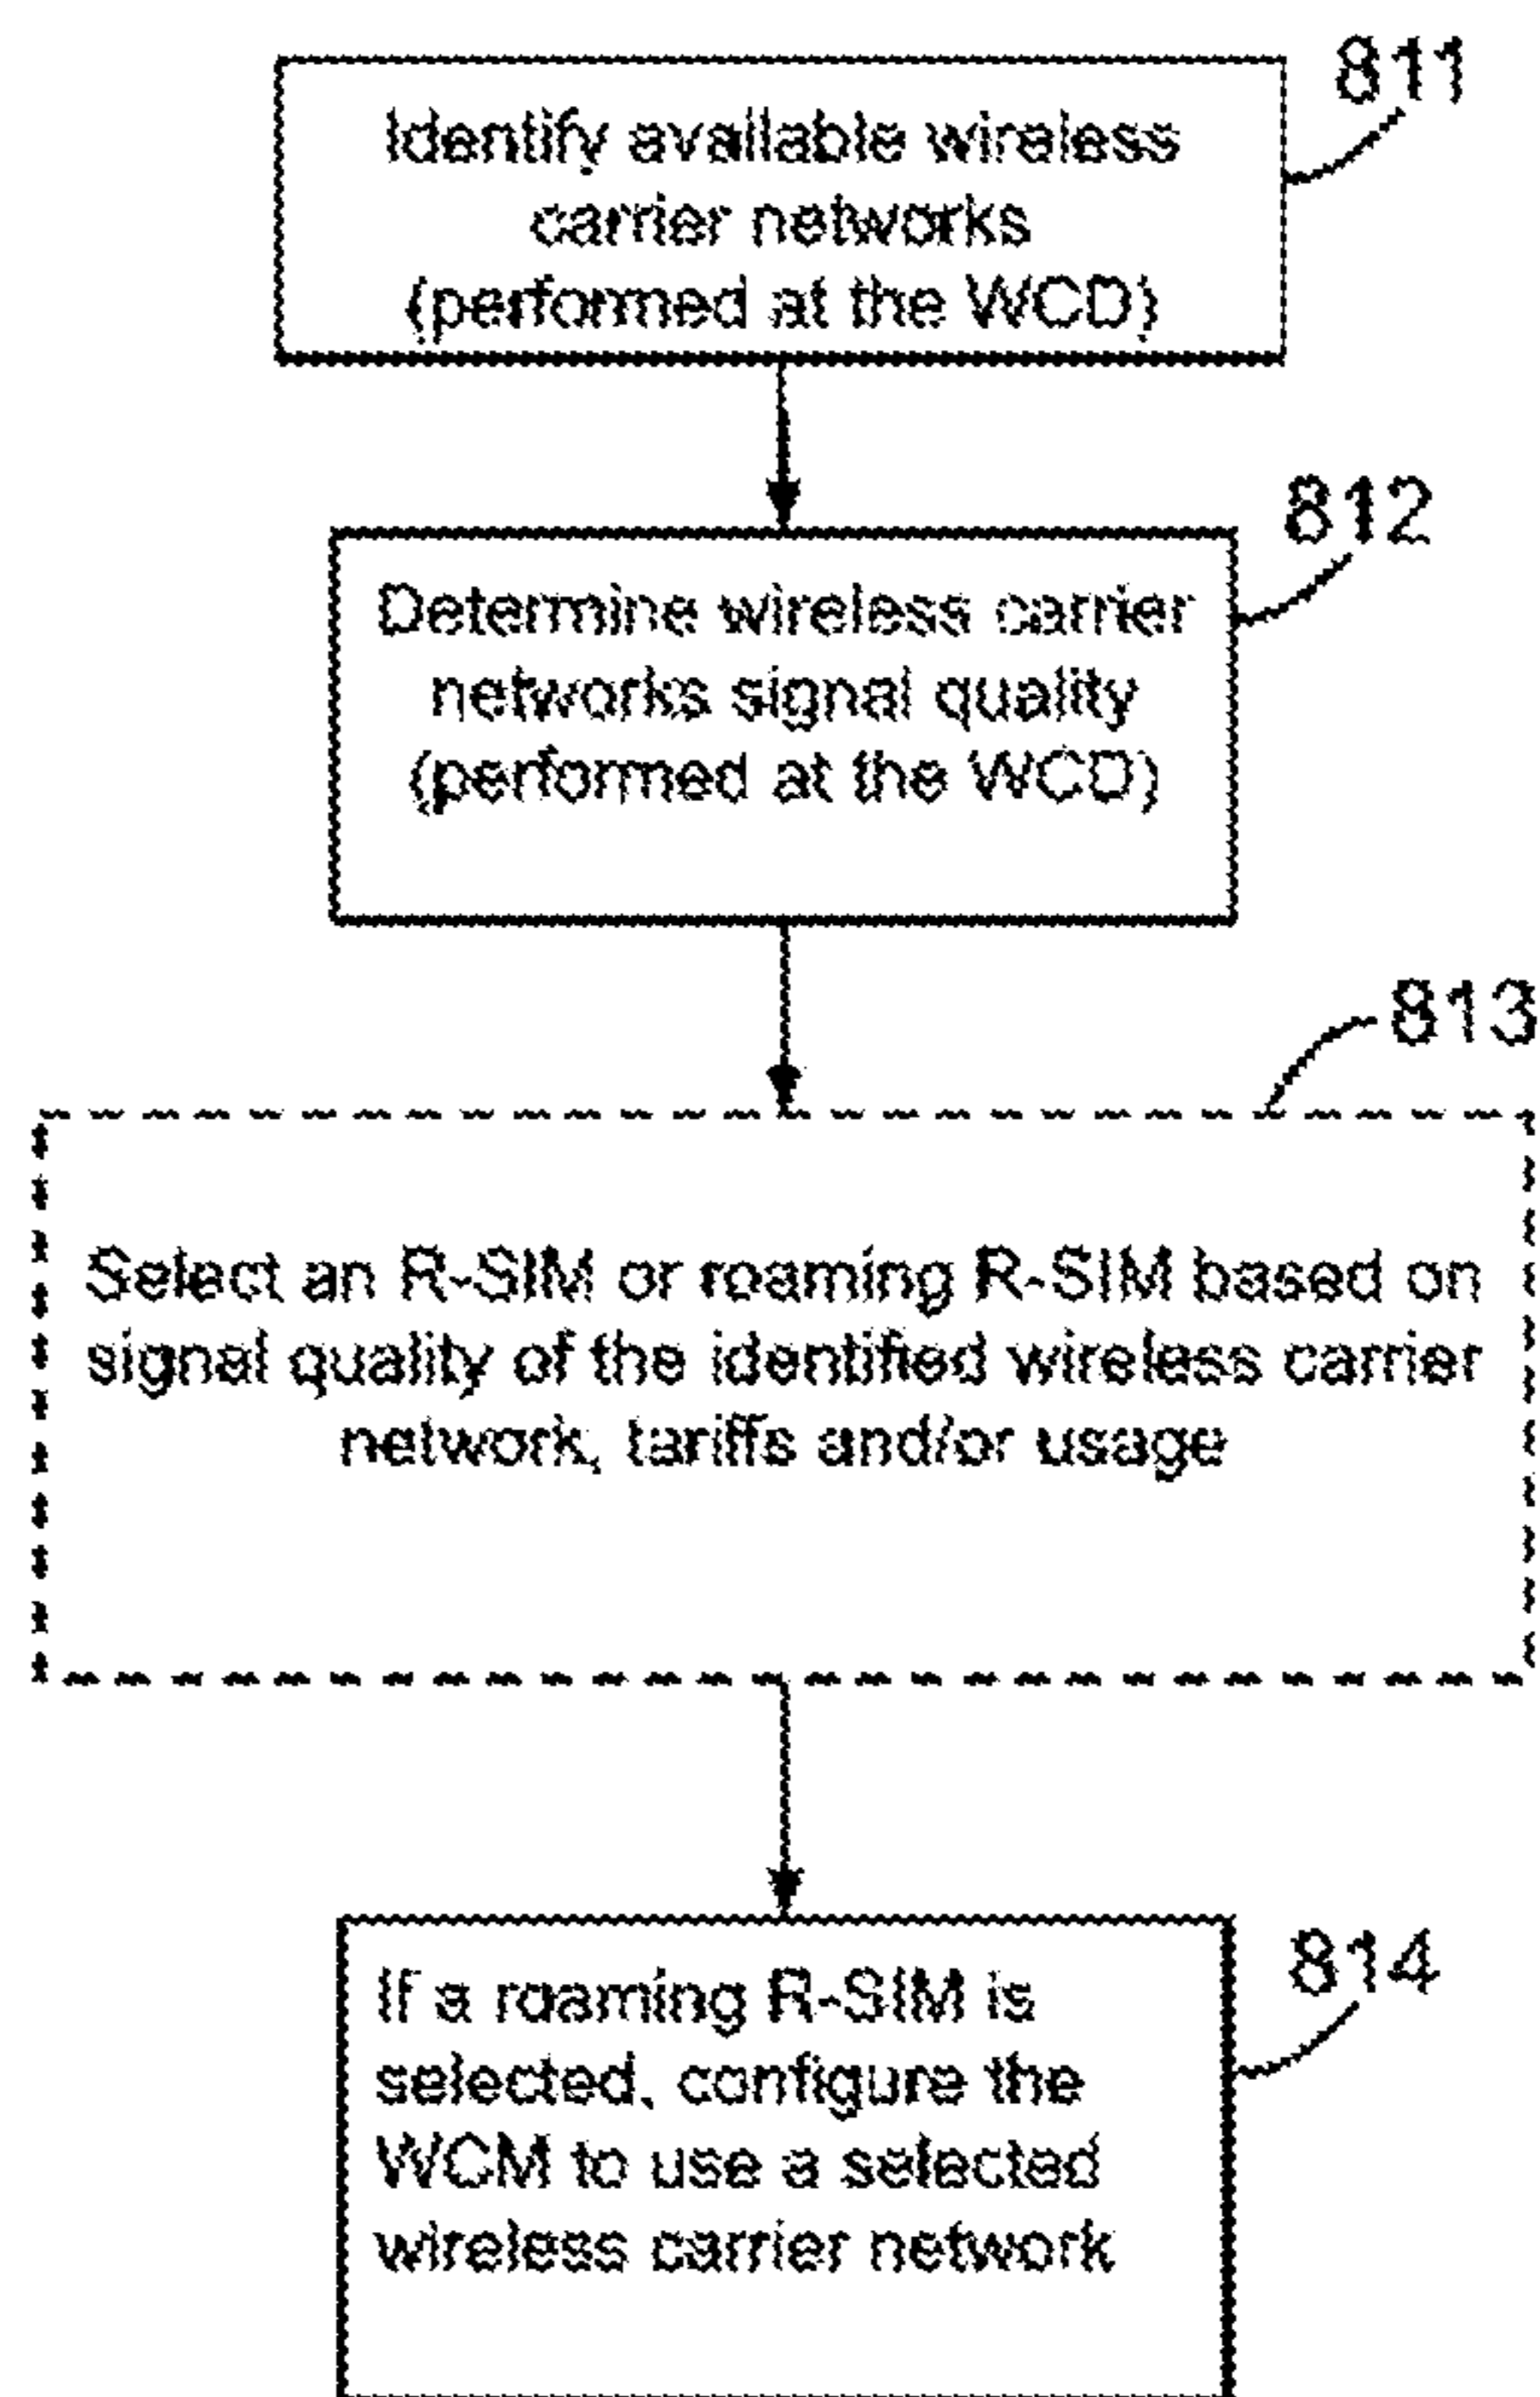 811
Identify available wireless
carrier networks
(performed at the WCD)
812
Determine wireless carrier
networks signal quality
(performed at the WCD)
813
Select an R-SIM or roaming R-SIM based on
signal quality of the identified wireless carrier
network, tariffs and/or usage
814
If a roaming R-SIM is
selected, configure the
WCM to use a selected
wireless carrier network